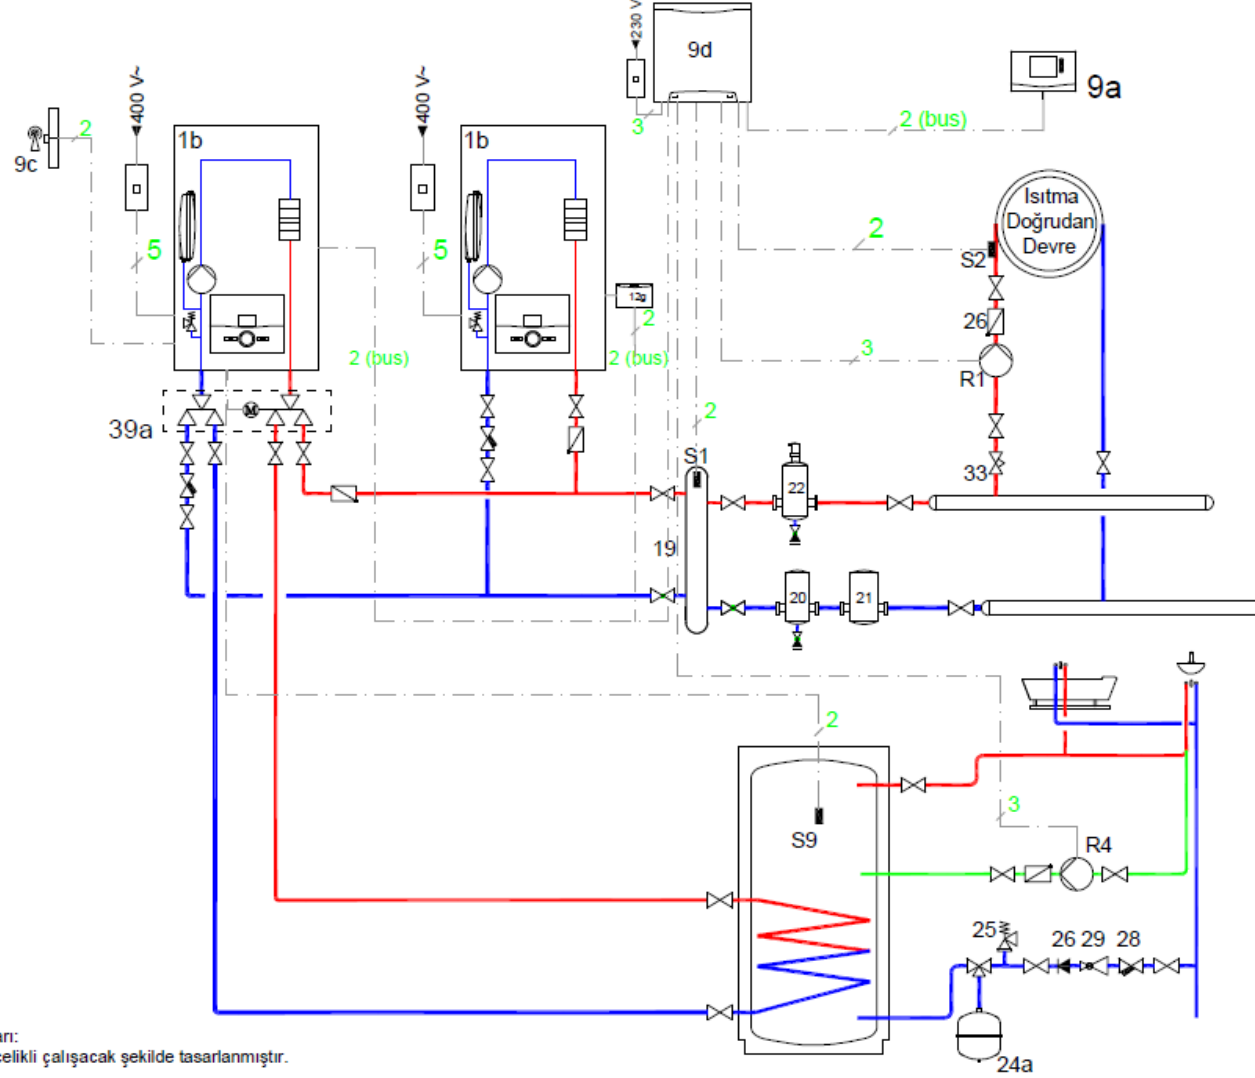 230 V~
9d
9a
2 (bus)
3
400 V~
400 V~
2
9c
1b
1b
5
5
Isıtma
Doğrudan
Devre
2
S2
12g
2
26
2 (bus)
2 (bus)
3
R1
M
39a
2
S1
33
22
19
20
21
2
S9
3
R4
25
26
29
28
24a
arı:
celikli çalışacak şekilde tasarlanmıştır.